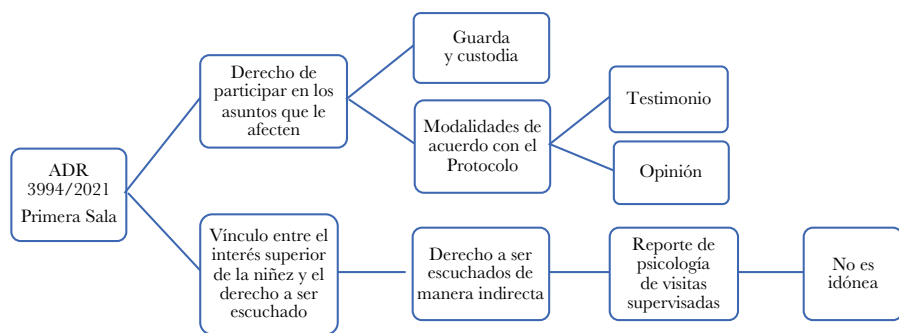 ADR
3994/2021
Primera Sala
Derecho de
participar en los
asuntos que le
afecten
Guarda
y custodia
Modalidades de
acuerdo con el
Protocolo
Testimonio
Opinión
Vínculo entre el
interés superior
de la niñez y el
derecho a ser
escuchado
Derecho a ser
escuchados de
manera indirecta
Reporte de
psicología
de visitas
supervisadas
No es
idónea